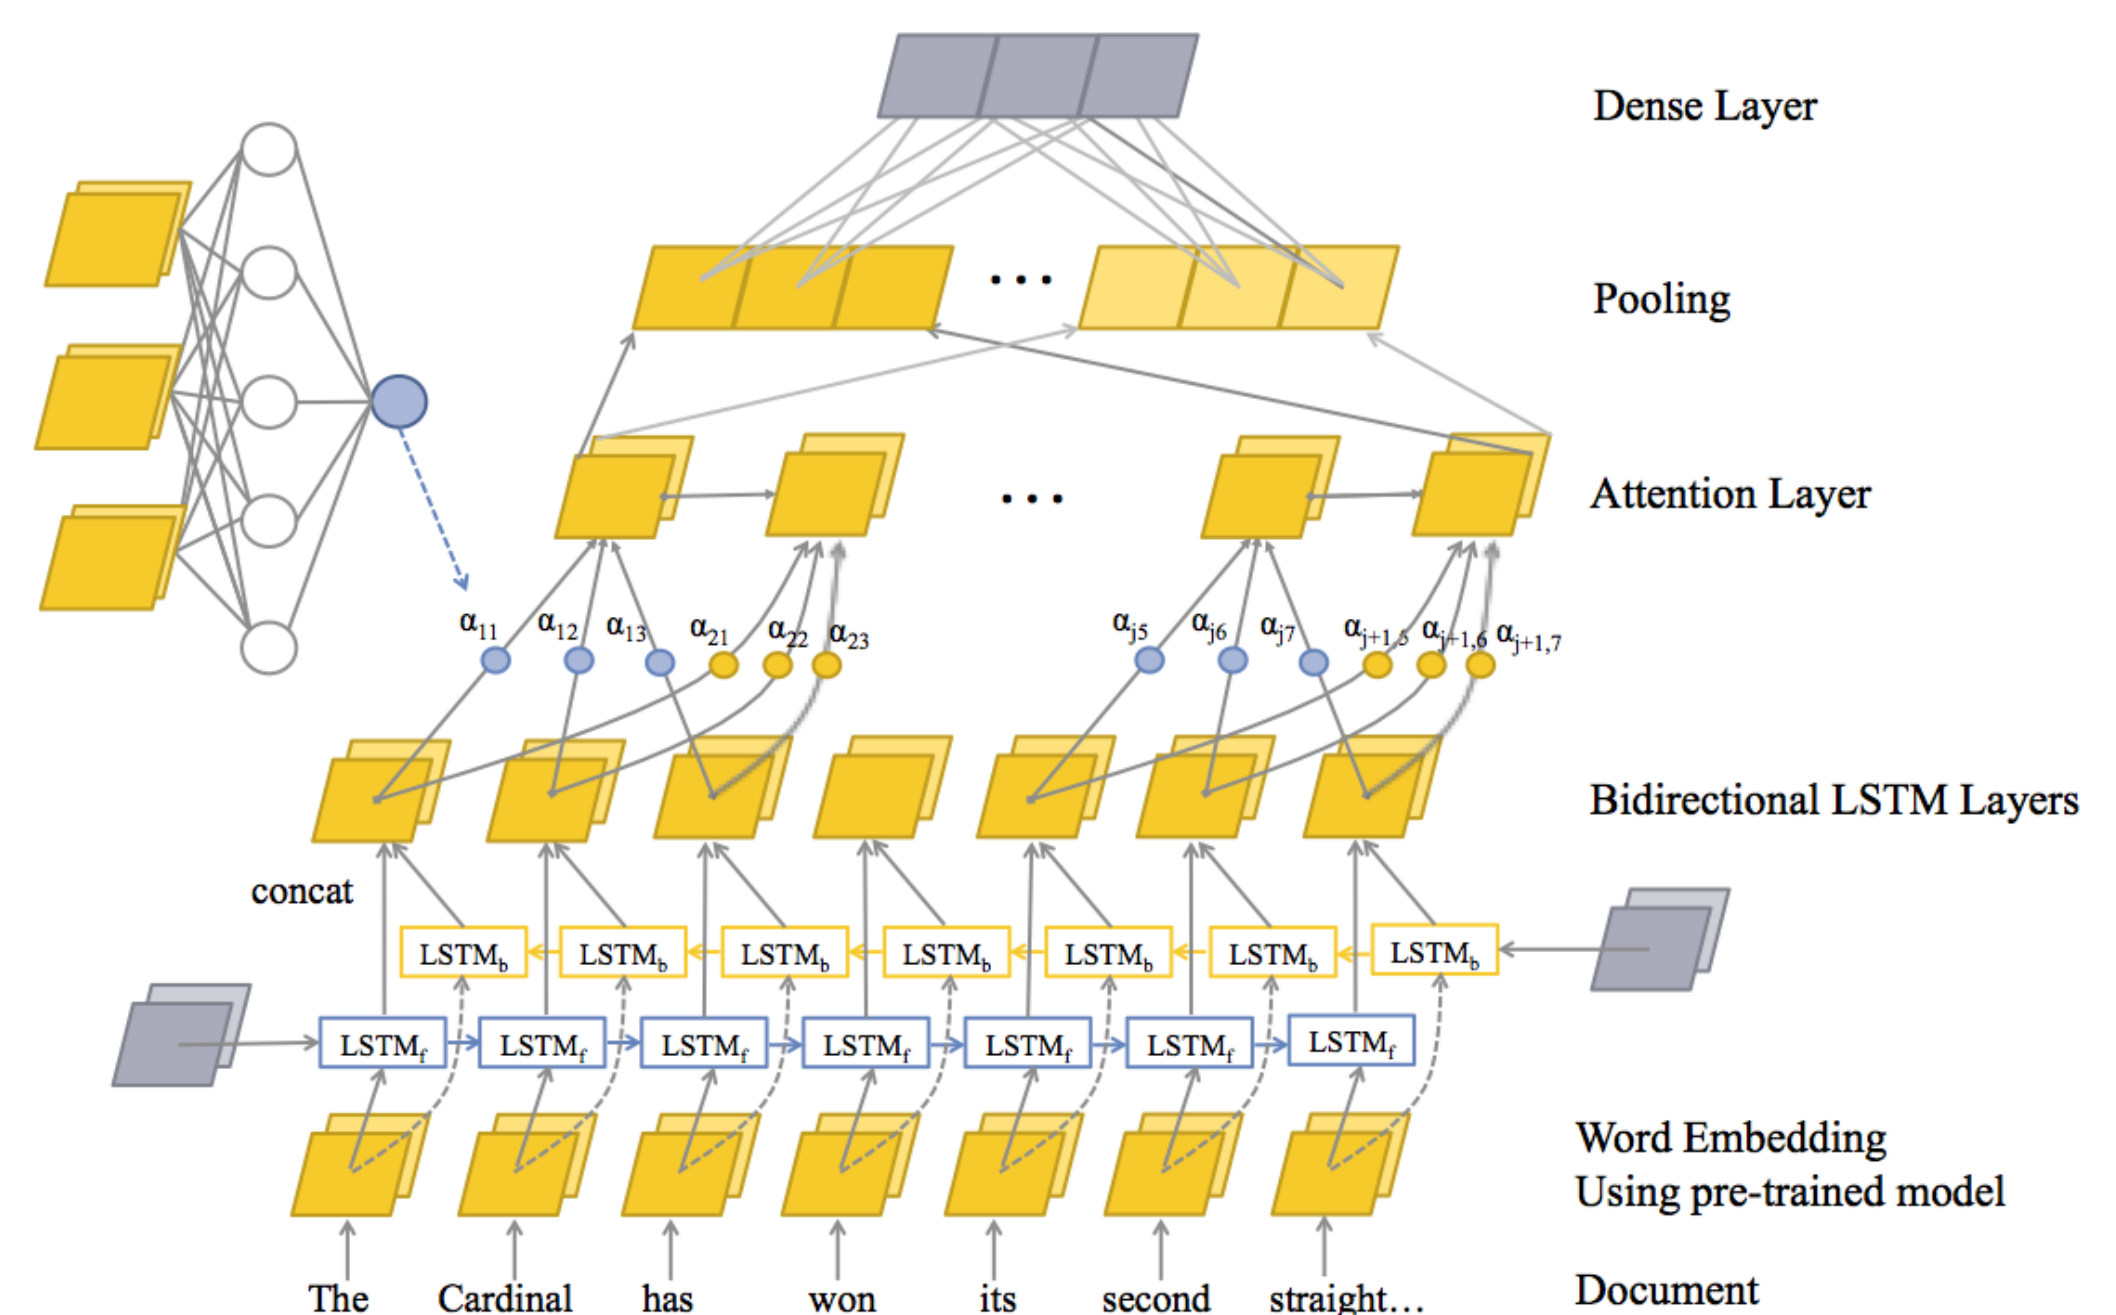 Dense Layer
Pooling
Attention Layer
α11 α12 α13 α21 α22 α23 αj5 αj6 αj7 αj+1,5 αj+1,6 αj+1,7
Bidirectional LSTM Layers
concat
LSTMb LSTMb LSTMb LSTMb LSTMb LSTMb LSTMb
LSTMf LSTMf LSTMf LSTMf LSTMf LSTMf LSTMf
Word Embedding
Using pre-trained model
The Cardinal has won its second straight... Document